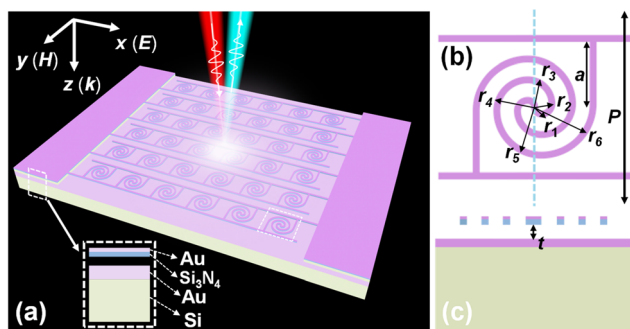 x (E)
y (H)
z (k)
Au
Si3N4
Au
Si
(a)
(b)
a
P
r3
r4
r2
r1
r6
r5
t
(c)